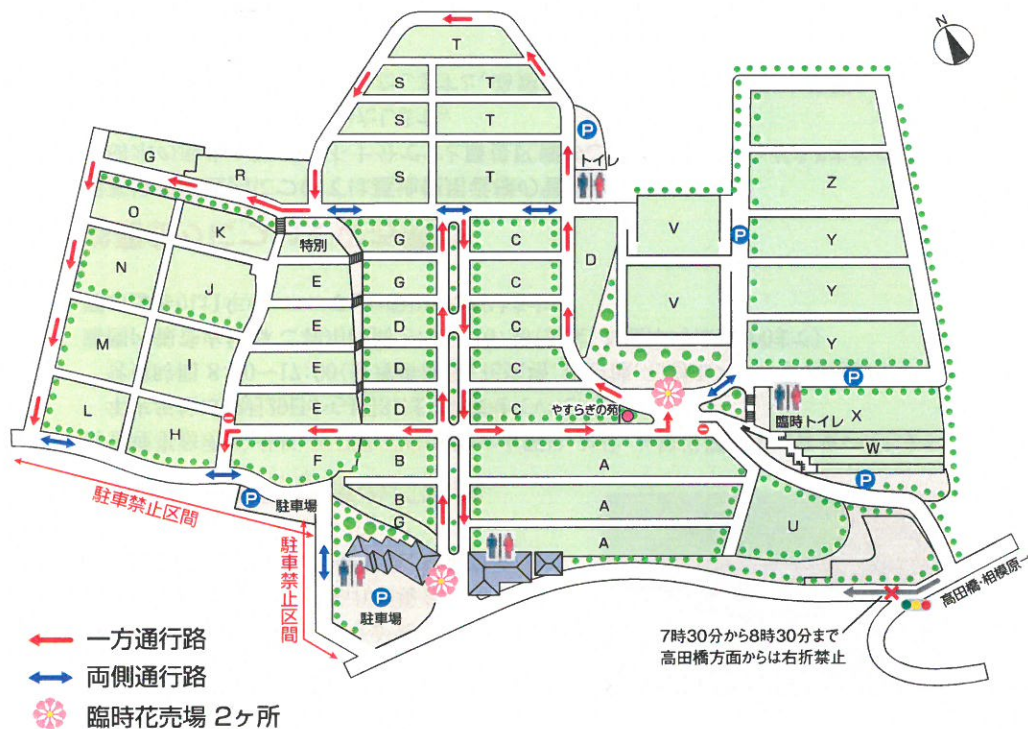 N
T
S
T
S
T
S
T
P
トイレ
G
R
O
K
特別
N
J
E
G
C
D
V
P
Z
Y
Y
Y
M
I
E
G
C
V
E
D
C
L
H
E
D
C
D
C
やすらぎの苑
P
臨時トイレ
X
W
P
F
B
A
B
A
G
A
U
P
駐車場
駐車禁止区間
駐車禁止区間
P
駐車場
高田橋・相模原
7時30分から8時30分まで
高田橋方面からは右折禁止
一方通行路
両側通行路
臨時花売場 2ヶ所